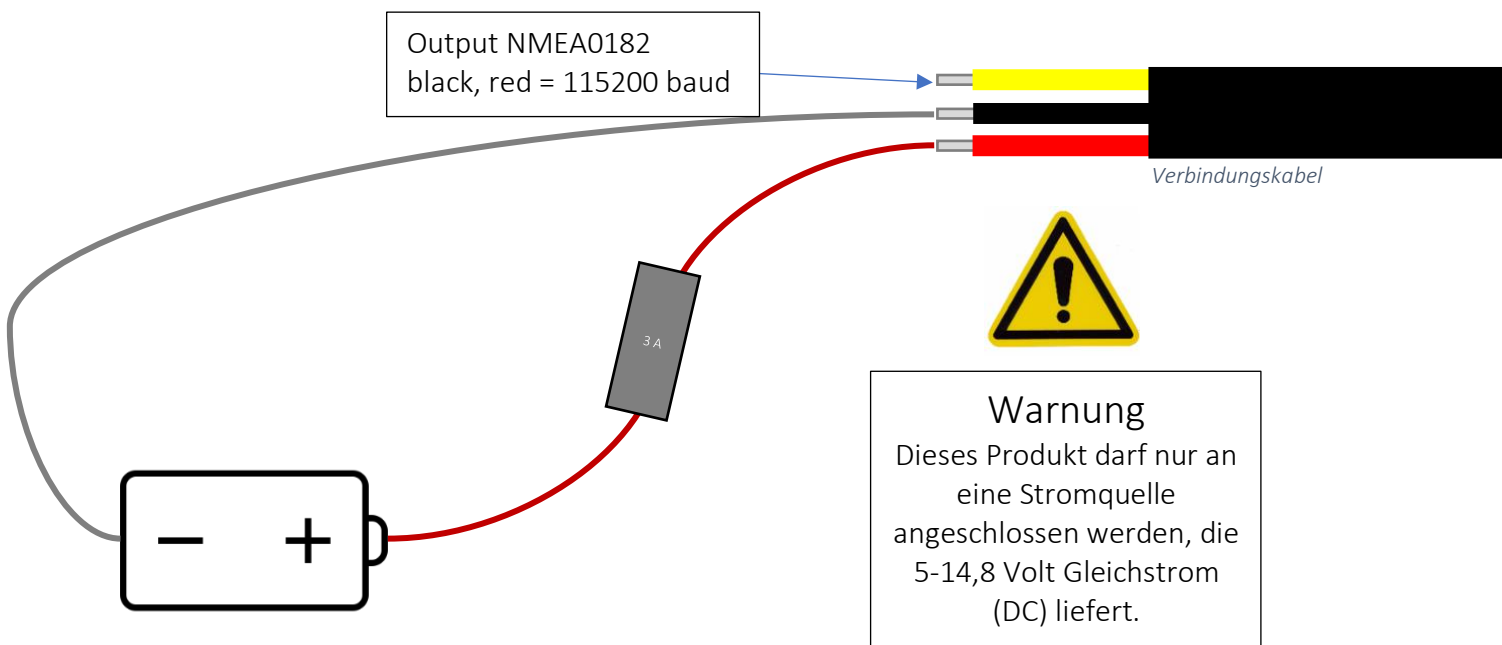 Output NMEA0182
black, red = 115200 baud
Verbindungskabel
3 A
Warnung
Dieses Produkt darf nur an
eine Stromquelle
angeschlossen werden, die
5-14,8 Volt Gleichstrom
(DC) liefert.
− +